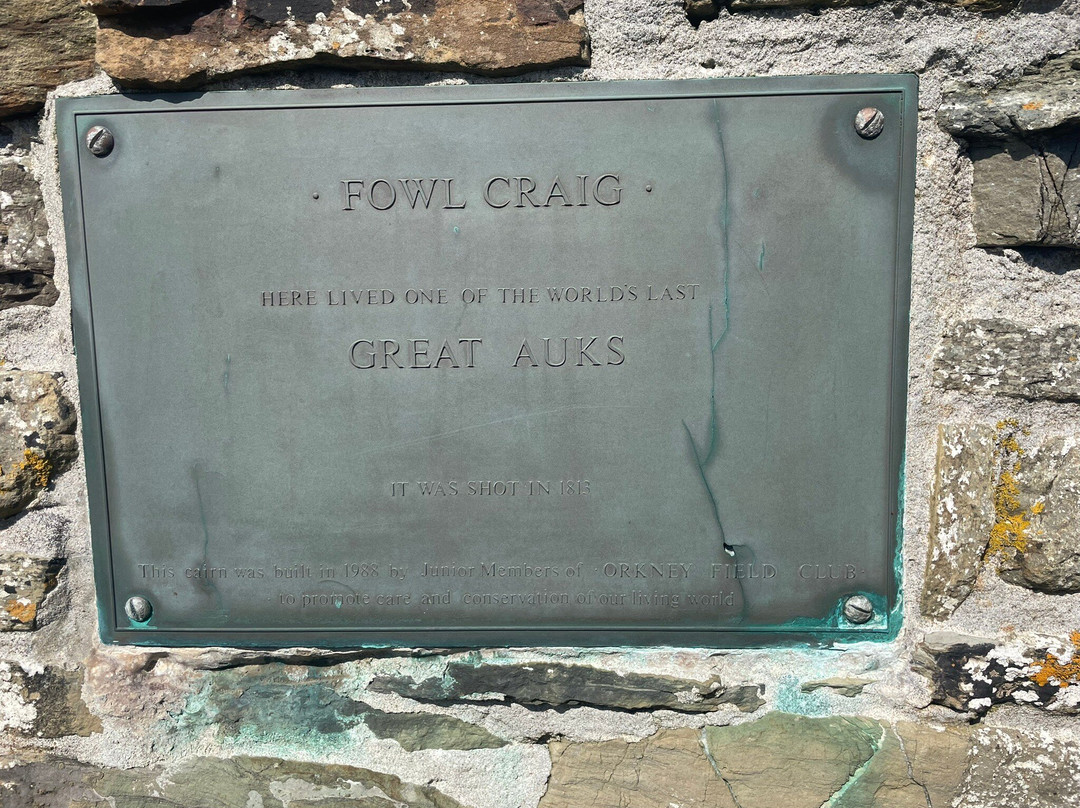 · FOWL CRAIG ·
HERE LIVED ONE OF THE WORLD'S LAST
GREAT AUKS
IT WAS SHOT IN 1813
This cairn was built in 1988 by Junior Members of · ORKNEY FIELD CLUB ·
to promote care and conservation of our living world